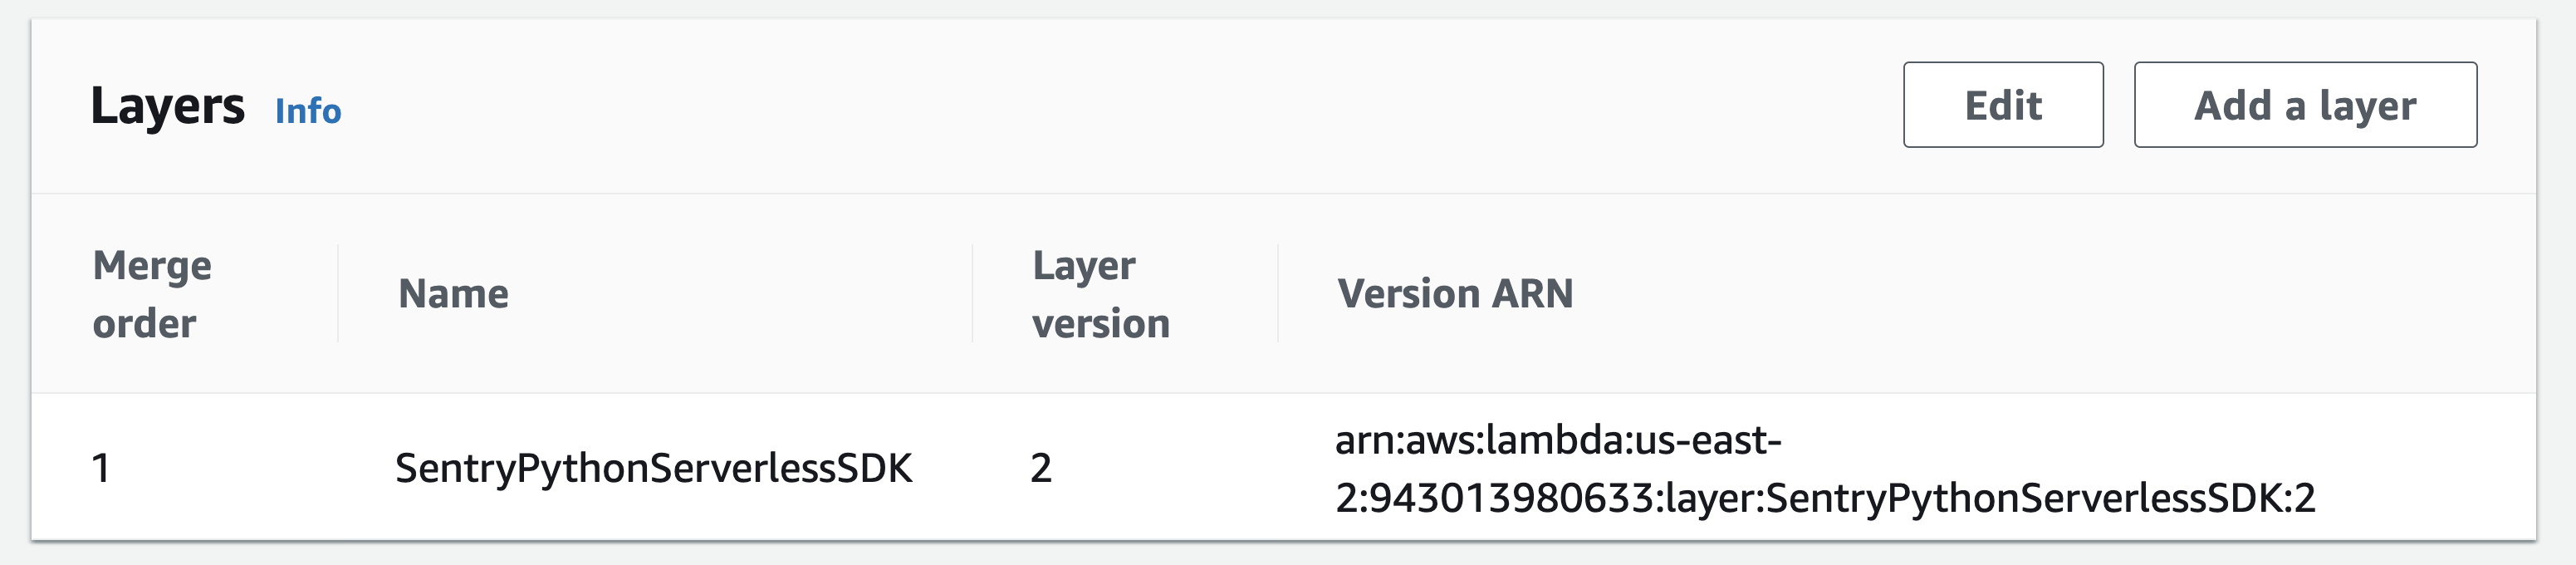 Layers Info
Edit
Add a layer
Merge order
Name
Layer version
Version ARN
1
SentryPythonServerlessSDK
2
arn:aws:lambda:us-east-
2:943013980633:layer:SentryPythonServerlessSDK:2